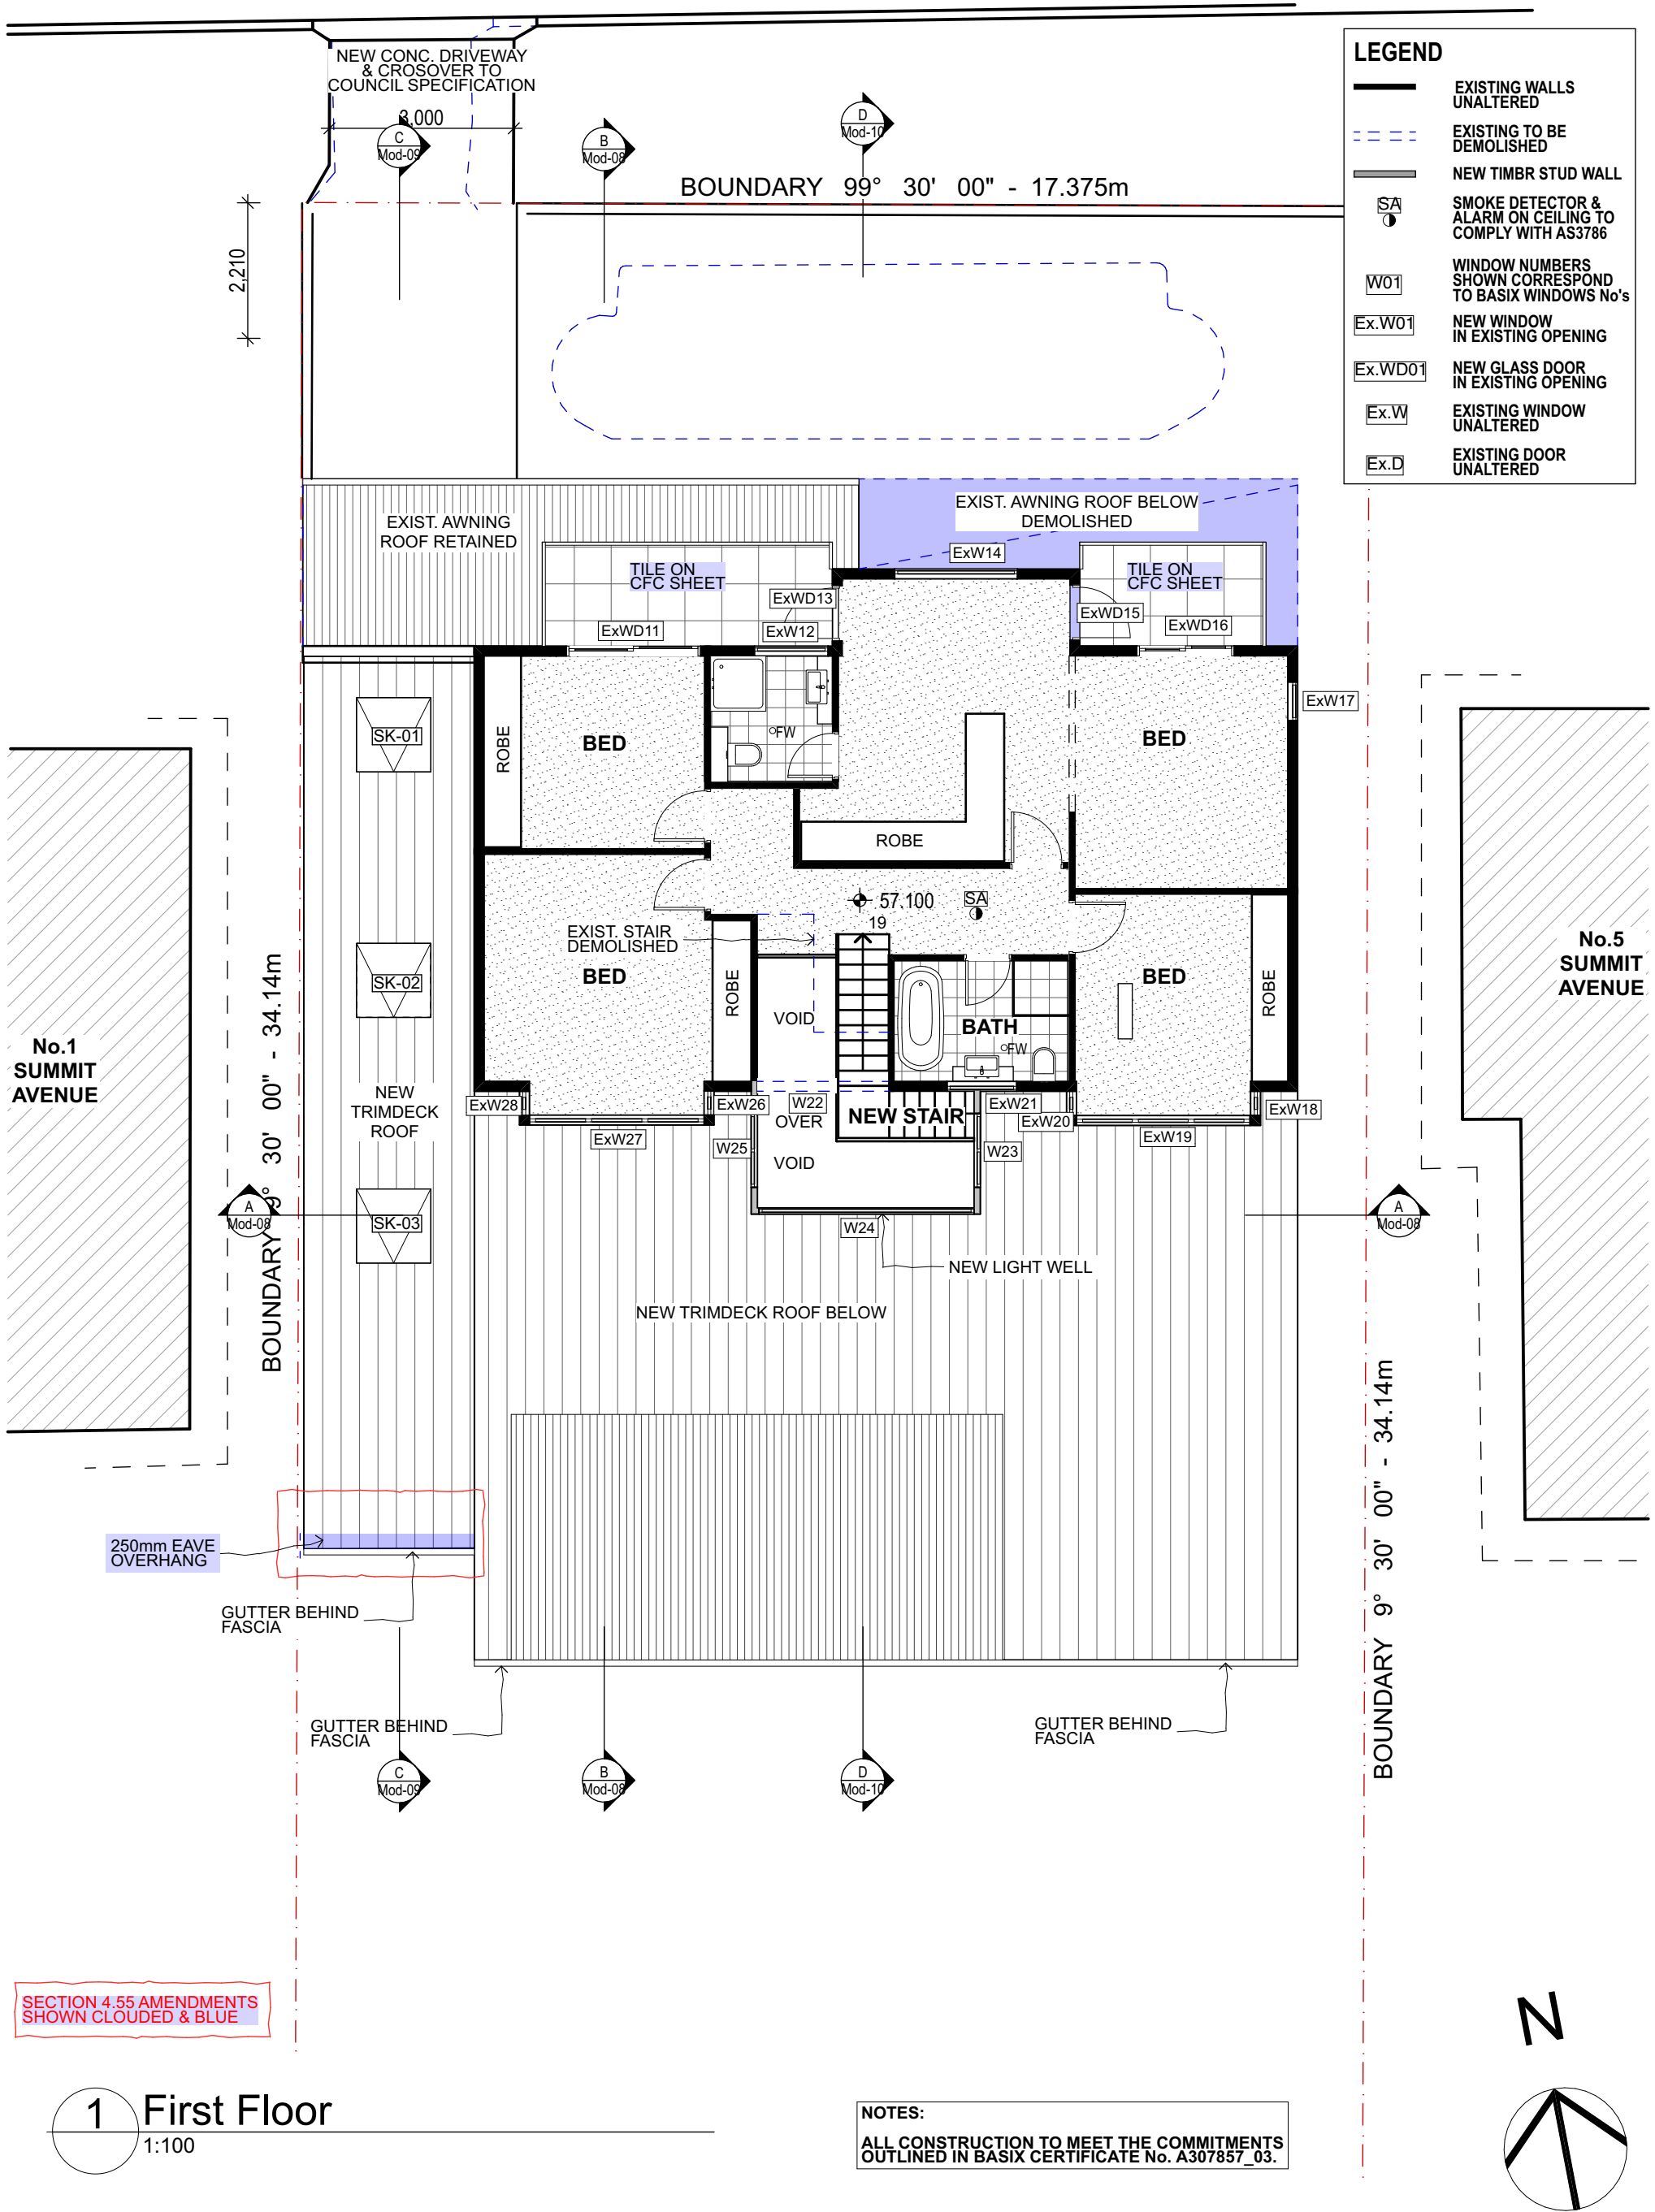 NEW CONC. DRIVEWAY
& CROSOVER TO
COUNCIL SPECIFICATION
3,000
C
Mod-09
B
Mod-08
D
Mod-10
BOUNDARY 99° 30' 00" - 17.375m
2,210
LEGEND
EXISTING WALLS
UNALTERED
EXISTING TO BE
DEMOLISHED
NEW TIMBR STUD WALL
SA
SMOKE DETECTOR &
ALARM ON CEILING TO
COMPLY WITH AS3786
W01
WINDOW NUMBERS
SHOWN CORRESPOND
TO BASIX WINDOWS No's
Ex.W01
NEW WINDOW
IN EXISTING OPENING
Ex.WD01
NEW GLASS DOOR
IN EXISTING OPENING
Ex.W
EXISTING WINDOW
UNALTERED
Ex.D
EXISTING DOOR
UNALTERED
EXIST. AWNING
ROOF RETAINED
EXIST. AWNING ROOF BELOW
DEMOLISHED
TILE ON
CFC SHEET
ExW14
TILE ON
CFC SHEET
ExWD13
ExWD15
ExWD11
ExW12
ExWD16
ExW17
SK-01
ROBE
BED
FW
BED
ROBE
57.100
SA
19
EXIST. STAIR
DEMOLISHED
BED
ROBE
VOID
BATH
FW
BED
ROBE
SK-02
No.1
SUMMIT
AVENUE
No.5
SUMMIT
AVENUE
BOUNDARY 9° 30' 00" - 34.14m
NEW
TRIMDECK
ROOF
ExW28
ExW27
ExW26
W25
W22
OVER
NEW STAIR
VOID
ExW21
ExW20
W23
ExW19
ExW18
A
Mod-08
SK-03
W24
A
Mod-08
NEW LIGHT WELL
NEW TRIMDECK ROOF BELOW
BOUNDARY 9° 30' 00" - 34.14m
250mm EAVE
OVERHANG
GUTTER BEHIND
FASCIA
GUTTER BEHIND
FASCIA
GUTTER BEHIND
FASCIA
C
Mod-09
B
Mod-08
D
Mod-10
SECTION 4.55 AMENDMENTS
SHOWN CLOUDED & BLUE
N
1
First Floor
1:100
NOTES:
ALL CONSTRUCTION TO MEET THE COMMITMENTS
OUTLINED IN BASIX CERTIFICATE No. A307857_03.